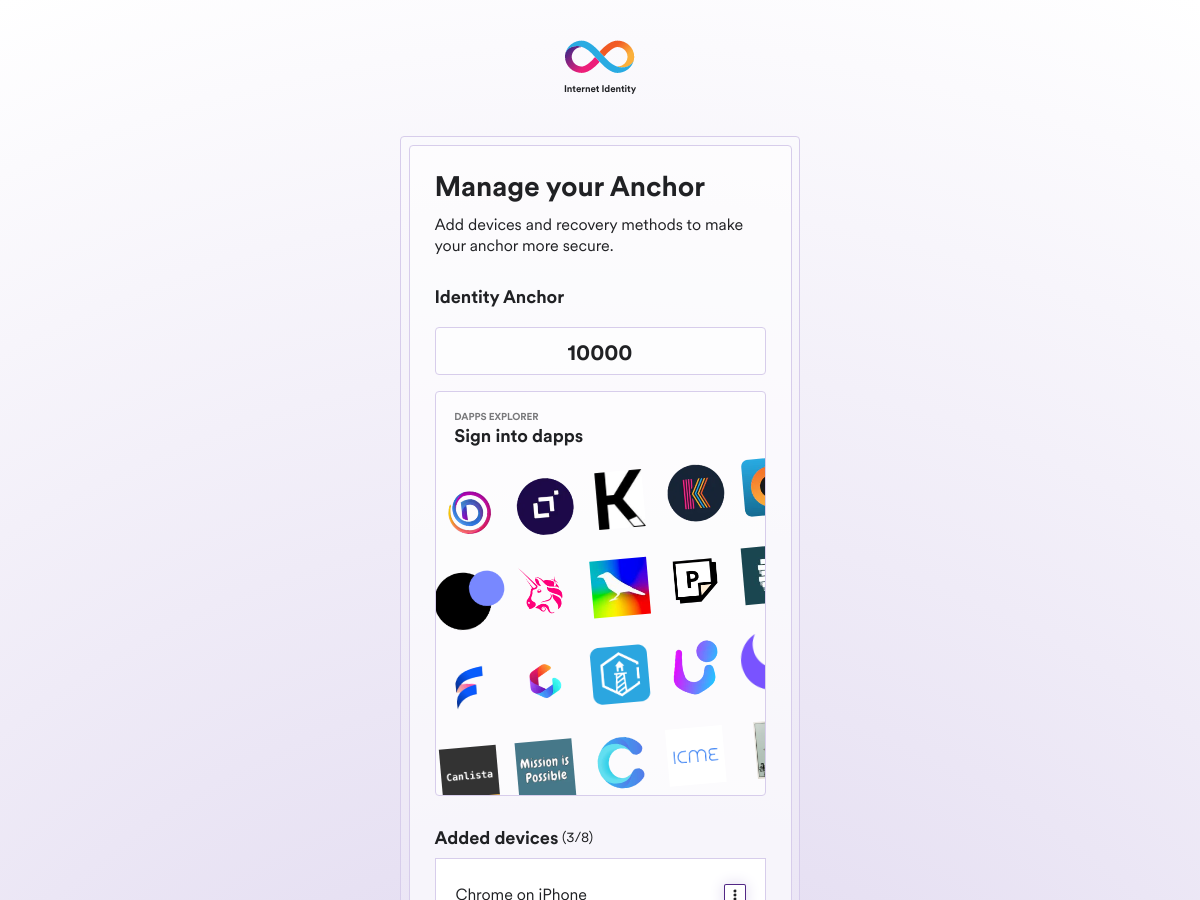 Internet Identity
Manage your Anchor
Add devices and recovery methods to make
your anchor more secure.
Identity Anchor
10000
DAPPS EXPLORER
Sign into dapps
P
Canlista
Mission is
Possible
ICME
Added devices (3/8)
Chrome on iPhone